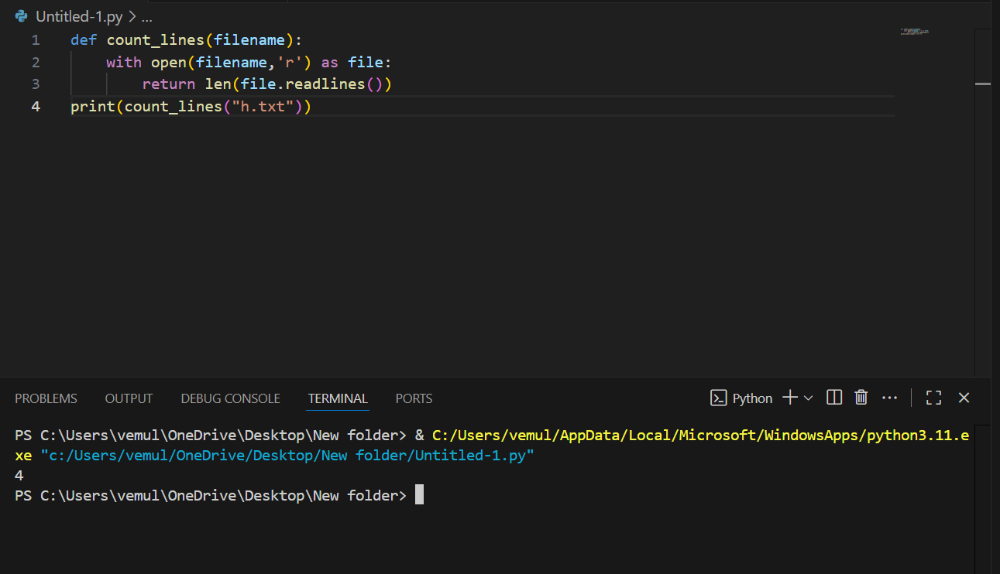 Untitled-1.py > ...
1 def count_lines(filename):
2     with open(filename,'r') as file:
3         return len(file.readlines())
4 print(count_lines("h.txt"))
PROBLEMS OUTPUT DEBUG CONSOLE TERMINAL PORTS Python
PS C:\Users\vemul\OneDrive\Desktop\New folder> & C:/Users/vemul/AppData/Local/Microsoft/WindowsApps/python3.11.e
xe "c:/Users/vemul/OneDrive/Desktop/New folder/Untitled-1.py"
4
PS C:\Users\vemul\OneDrive\Desktop\New folder>